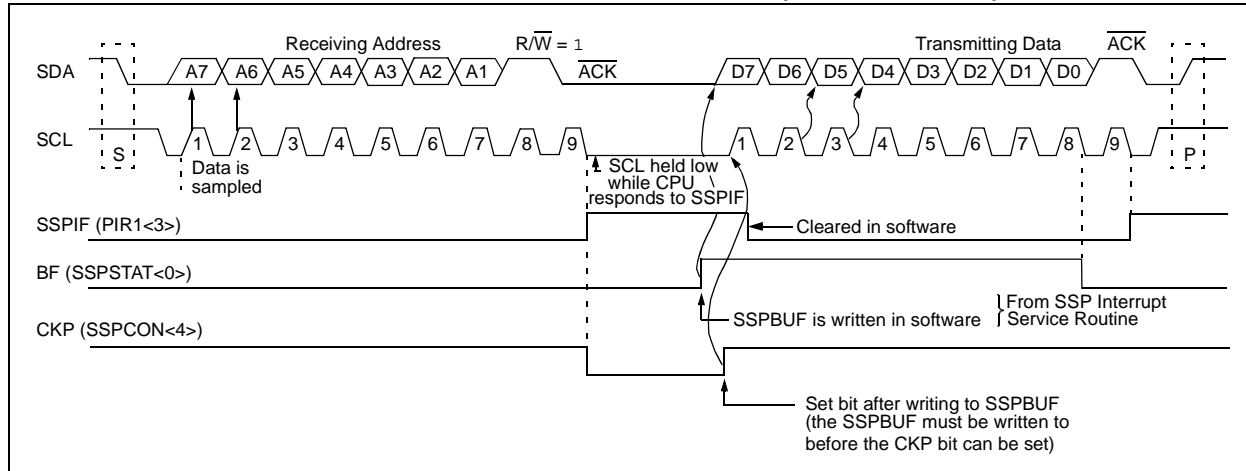 Receiving Address R/W = 1 Transmitting Data ACK
SDA A7 A6 A5 A4 A3 A2 A1 ACK D7 D6 D5 D4 D3 D2 D1 D0
SCL S 1 2 3 4 5 6 7 8 9 1 2 3 4 5 6 7 8 9 P
Data is
sampled
SCL held low
while CPU
responds to SSPIF
SSPIF (PIR1<3>)
Cleared in software
BF (SSPSTAT<0>)
SSPBUF is written in software
From SSP Interrupt
Service Routine
CKP (SSPCON<4>)
Set bit after writing to SSPBUF
(the SSPBUF must be written to
before the CKP bit can be set)